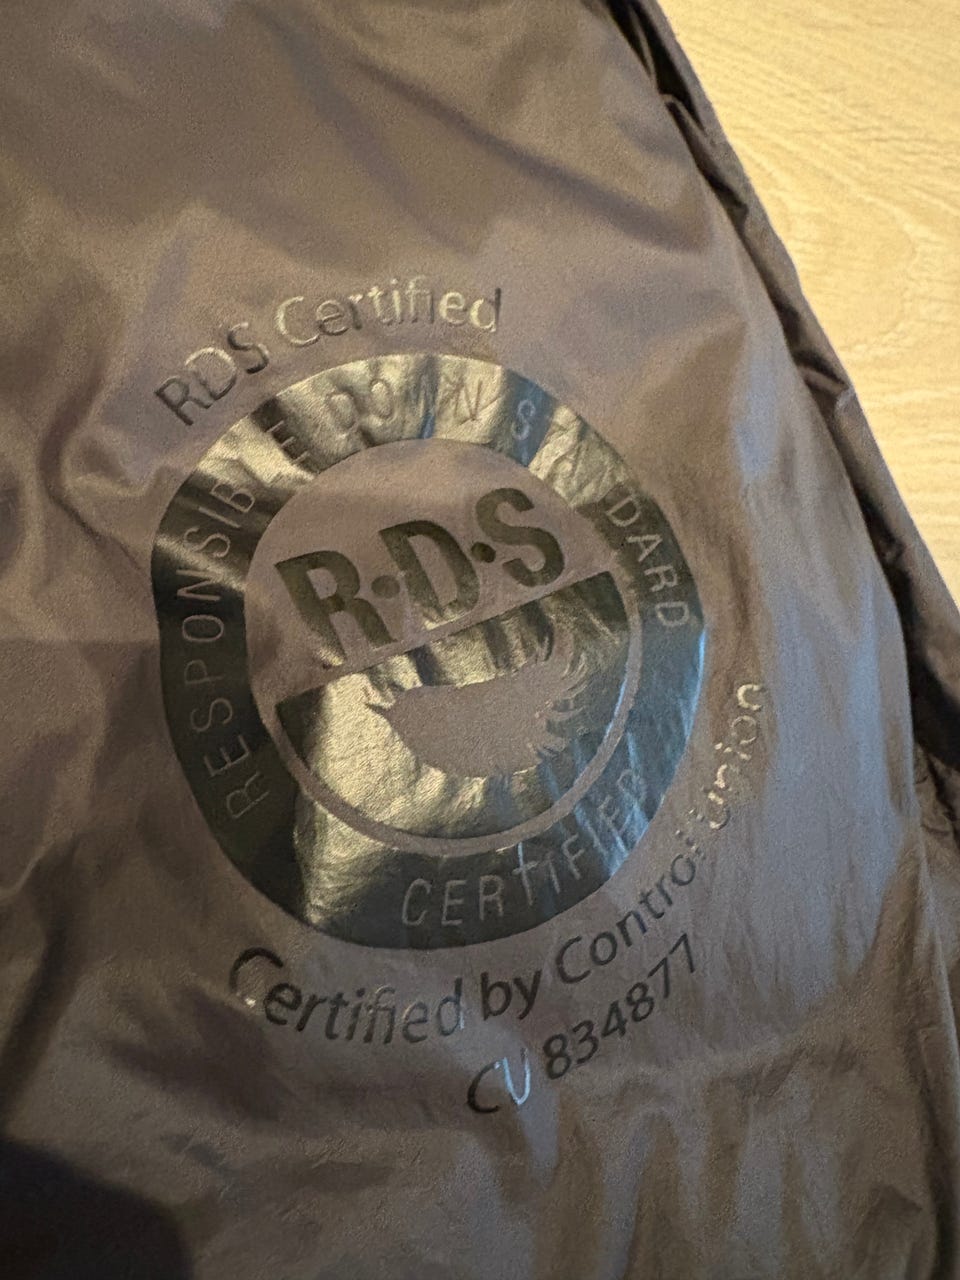 RDS Certified
RESPONSIBLE DOWN STANDARD
R·D·S
CERTIFIED
Certified by Control union
CU 834877